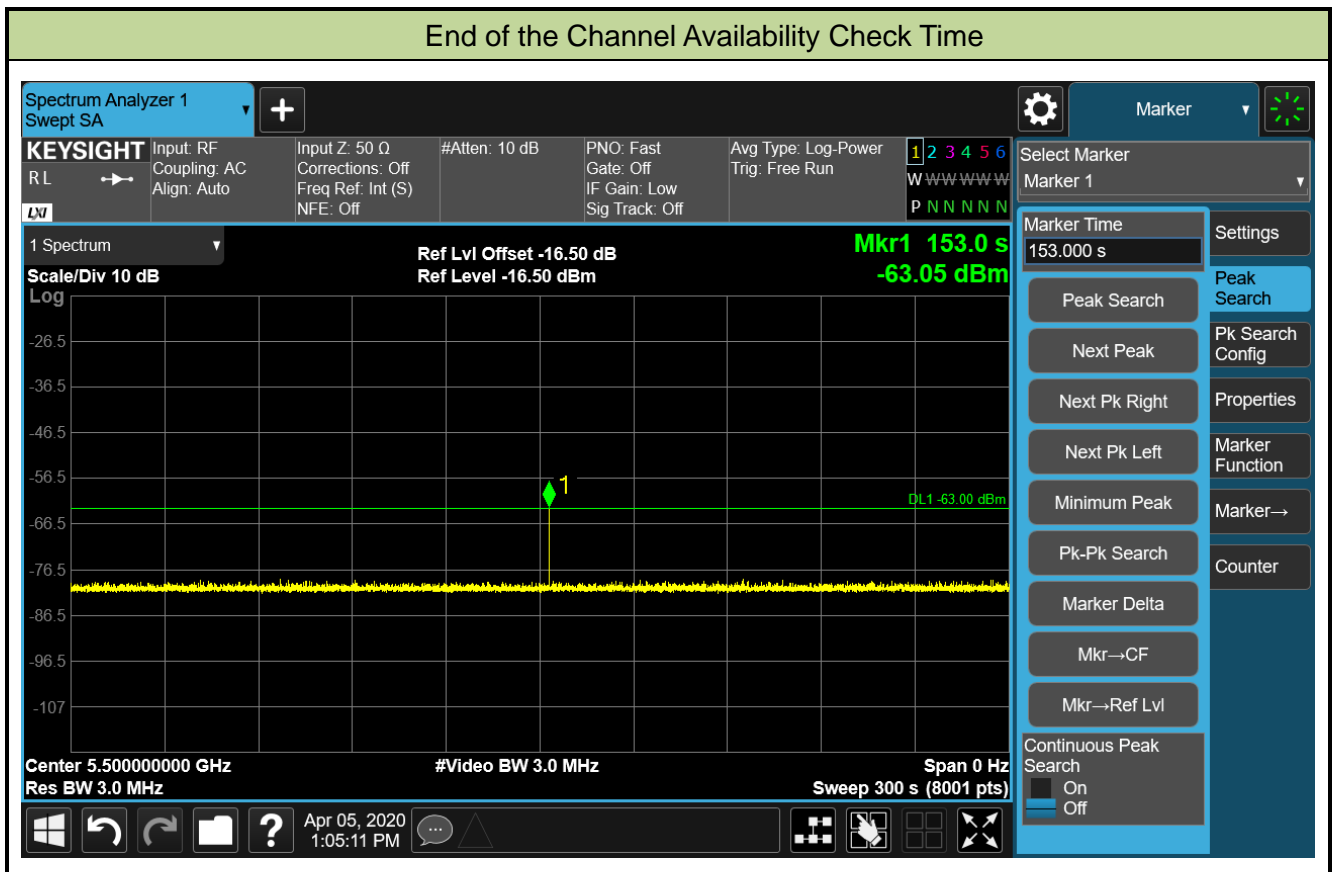 End of the Channel Availability Check Time
Spectrum Analyzer 1
Swept SA
+
Marker
KEYSIGHT
R L
LXI
Input: RF
Coupling: AC
Align: Auto
Input Z: 50 Ω
Corrections: Off
Freq Ref: Int (S)
NFE: Off
#Atten: 10 dB
PNO: Fast
Gate: Off
IF Gain: Low
Sig Track: Off
Avg Type: Log-Power
Trig: Free Run
1 2 3 4 5 6
W W W W W W
P N N N N N
Select Marker
Marker 1
1 Spectrum
Scale/Div 10 dB
Log
Ref Lvl Offset -16.50 dB
Ref Level -16.50 dBm
Mkr1 153.0 s
-63.05 dBm
-26.5
-36.5
-46.5
-56.5
-66.5
-76.5
-86.5
-96.5
-107
1
DL1 -63.00 dBm
Center 5.500000000 GHz
Res BW 3.0 MHz
#Video BW 3.0 MHz
Span 0 Hz
Sweep 300 s (8001 pts)
Marker Time
153.000 s
Peak Search
Next Peak
Next Pk Right
Next Pk Left
Minimum Peak
Pk-Pk Search
Marker Delta
Mkr→CF
Mkr→Ref Lvl
Continuous Peak
Search
On
Off
Settings
Peak
Search
Pk Search
Config
Properties
Marker
Function
Marker→
Counter
?
Apr 05, 2020
1:05:11 PM